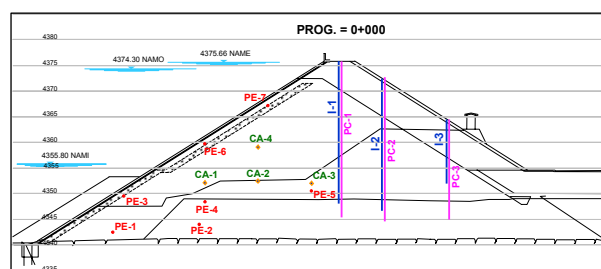 PROG. = 0+000
4380
4375.66 NAME
4374.30 NAMO
4375
4370
PE-7
4365
I-1
PC-1
I-2
PC-2
I-3
PC-3
4360
CA-4
PE-6
4355.80 NAMI
4355
CA-1
CA-2
CA-3
4350
PE-3
PE-4
PE-5
4345
PE-1
PE-2
4540
4335